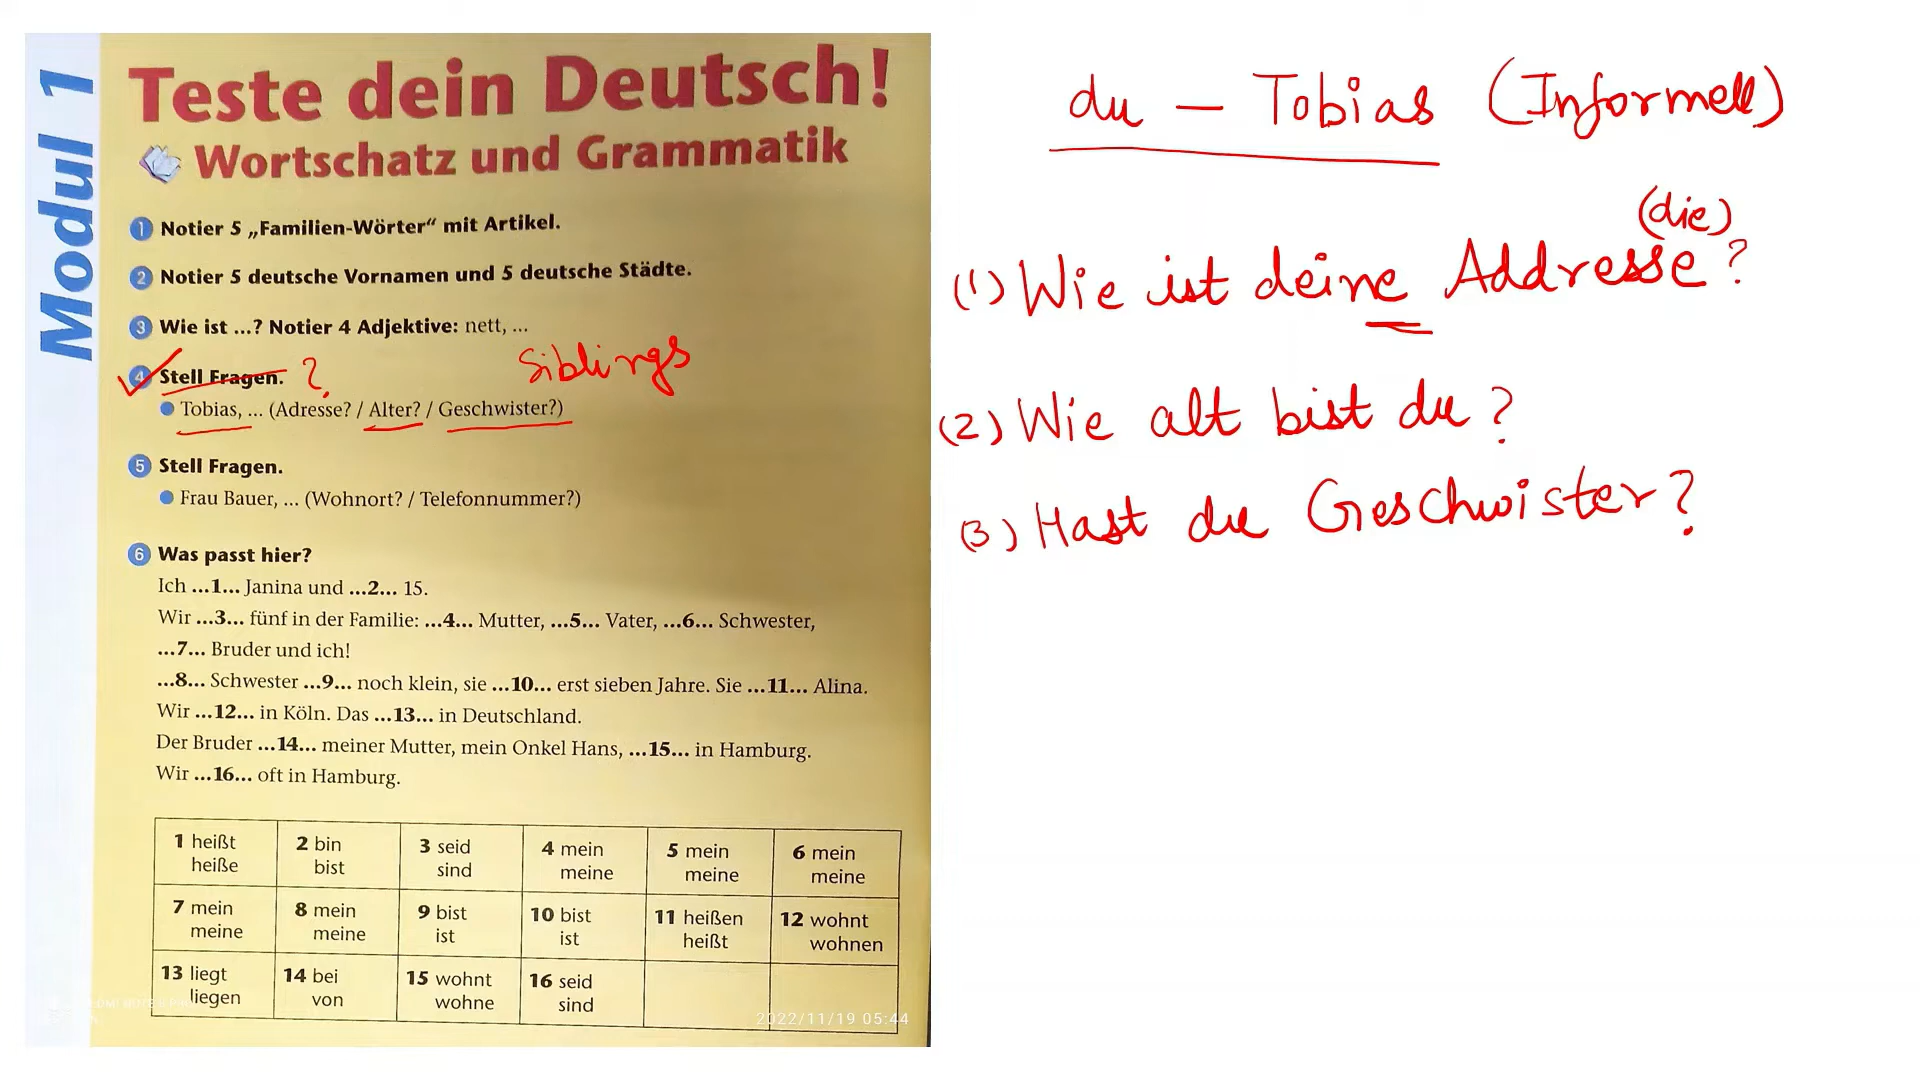 Modul 1
Teste dein Deutsch!
Wortschatz und Grammatik
1 Notier 5 „Familien-Wörter“ mit Artikel.
2 Notier 5 deutsche Vornamen und 5 deutsche Städte.
3 Wie ist ...? Notier 4 Adjektive: nett, ...
Siblings
4 Stell Fragen. ?
Tobias, ... (Adresse? / Alter? / Geschwister?)
5 Stell Fragen.
Frau Bauer, ... (Wohnort? / Telefonnummer?)
6 Was passt hier?
Ich ...1... Janina und ...2... 15.
Wir ...3... fünf in der Familie: ...4... Mutter, ...5... Vater, ...6... Schwester,
...7... Bruder und ich!
...8... Schwester ...9... noch klein, sie ...10... erst sieben Jahre. Sie ...11... Alina.
Wir ...12... in Köln. Das ...13... in Deutschland.
Der Bruder ...14... meiner Mutter, mein Onkel Hans, ...15... in Hamburg.
Wir ...16... oft in Hamburg.
1 heißt 2 bin 3 seid 4 mein 5 mein 6 mein
heiße bist sind meine meine meine
7 mein 8 mein 9 bist 10 bist 11 heißen 12 wohnt
meine meine ist ist heißt wohnen
13 liegt 14 bei 15 wohnt 16 seid
liegen von wohne sind
2022/11/19 05:44
du – Tobias (Informell)
(die)
(1) Wie ist deine Addresse?
(2) Wie alt bist du?
(3) Hast du Geschwister?